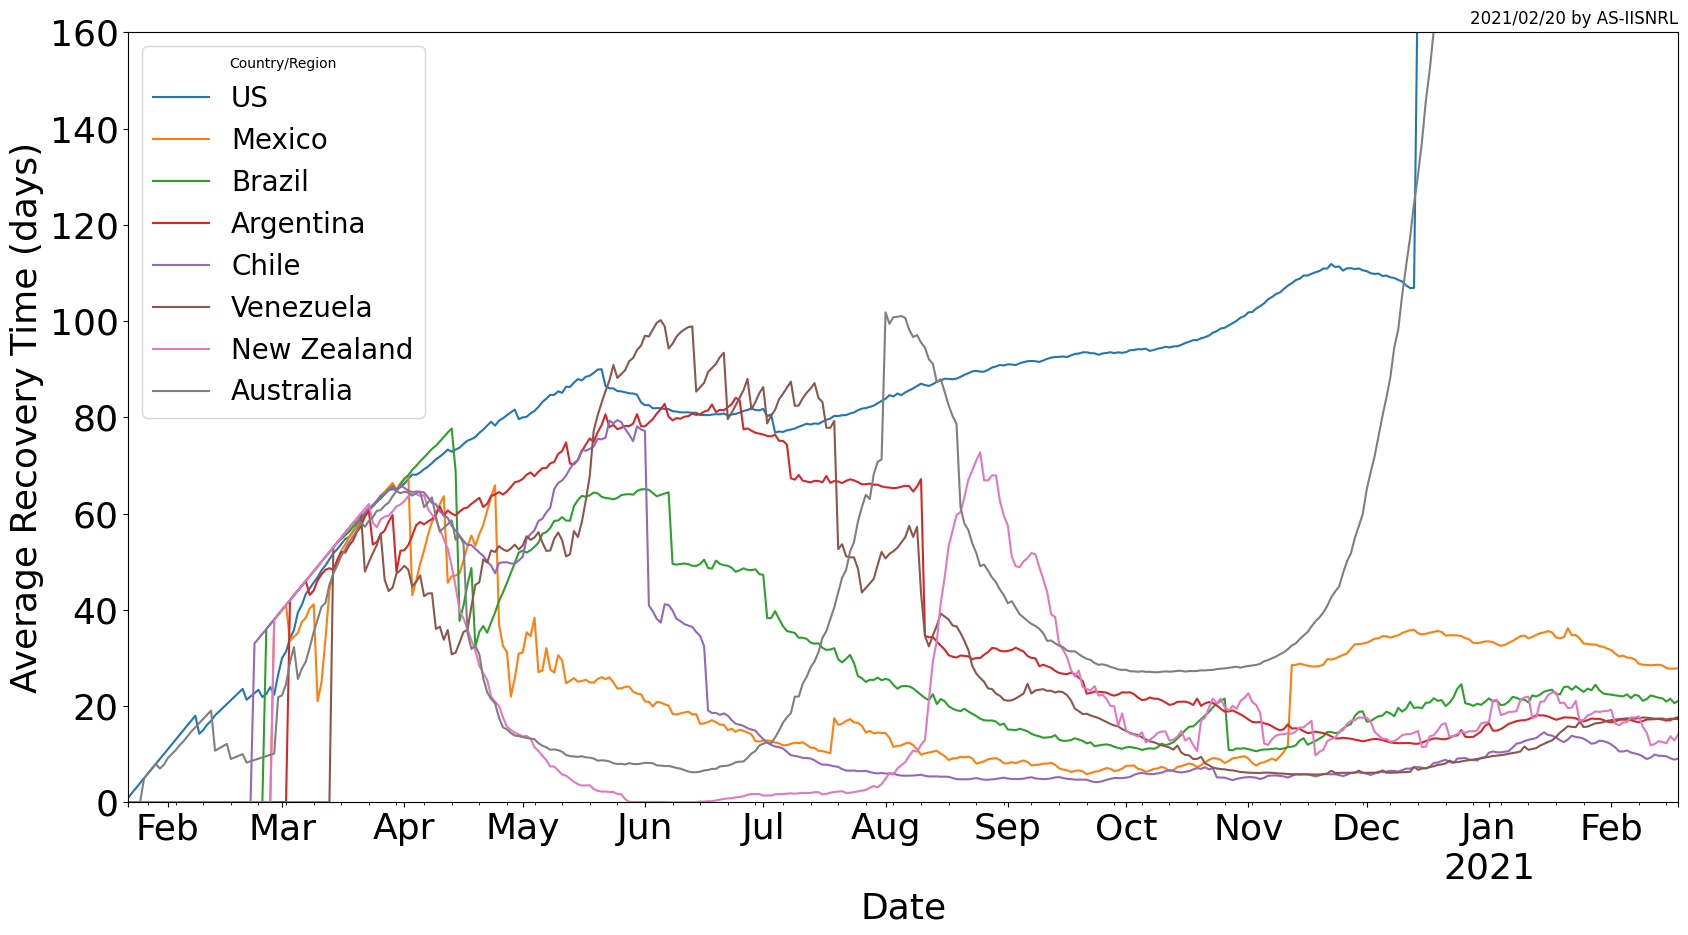 2021/02/20 by AS-IISNRL
160
140
120
100
80
60
40
20
0
Average Recovery Time (days)
Country/Region
US
Mexico
Brazil
Argentina
Chile
Venezuela
New Zealand
Australia
Feb Mar Apr May Jun Jul Aug Sep Oct Nov Dec Jan Feb
2021
Date